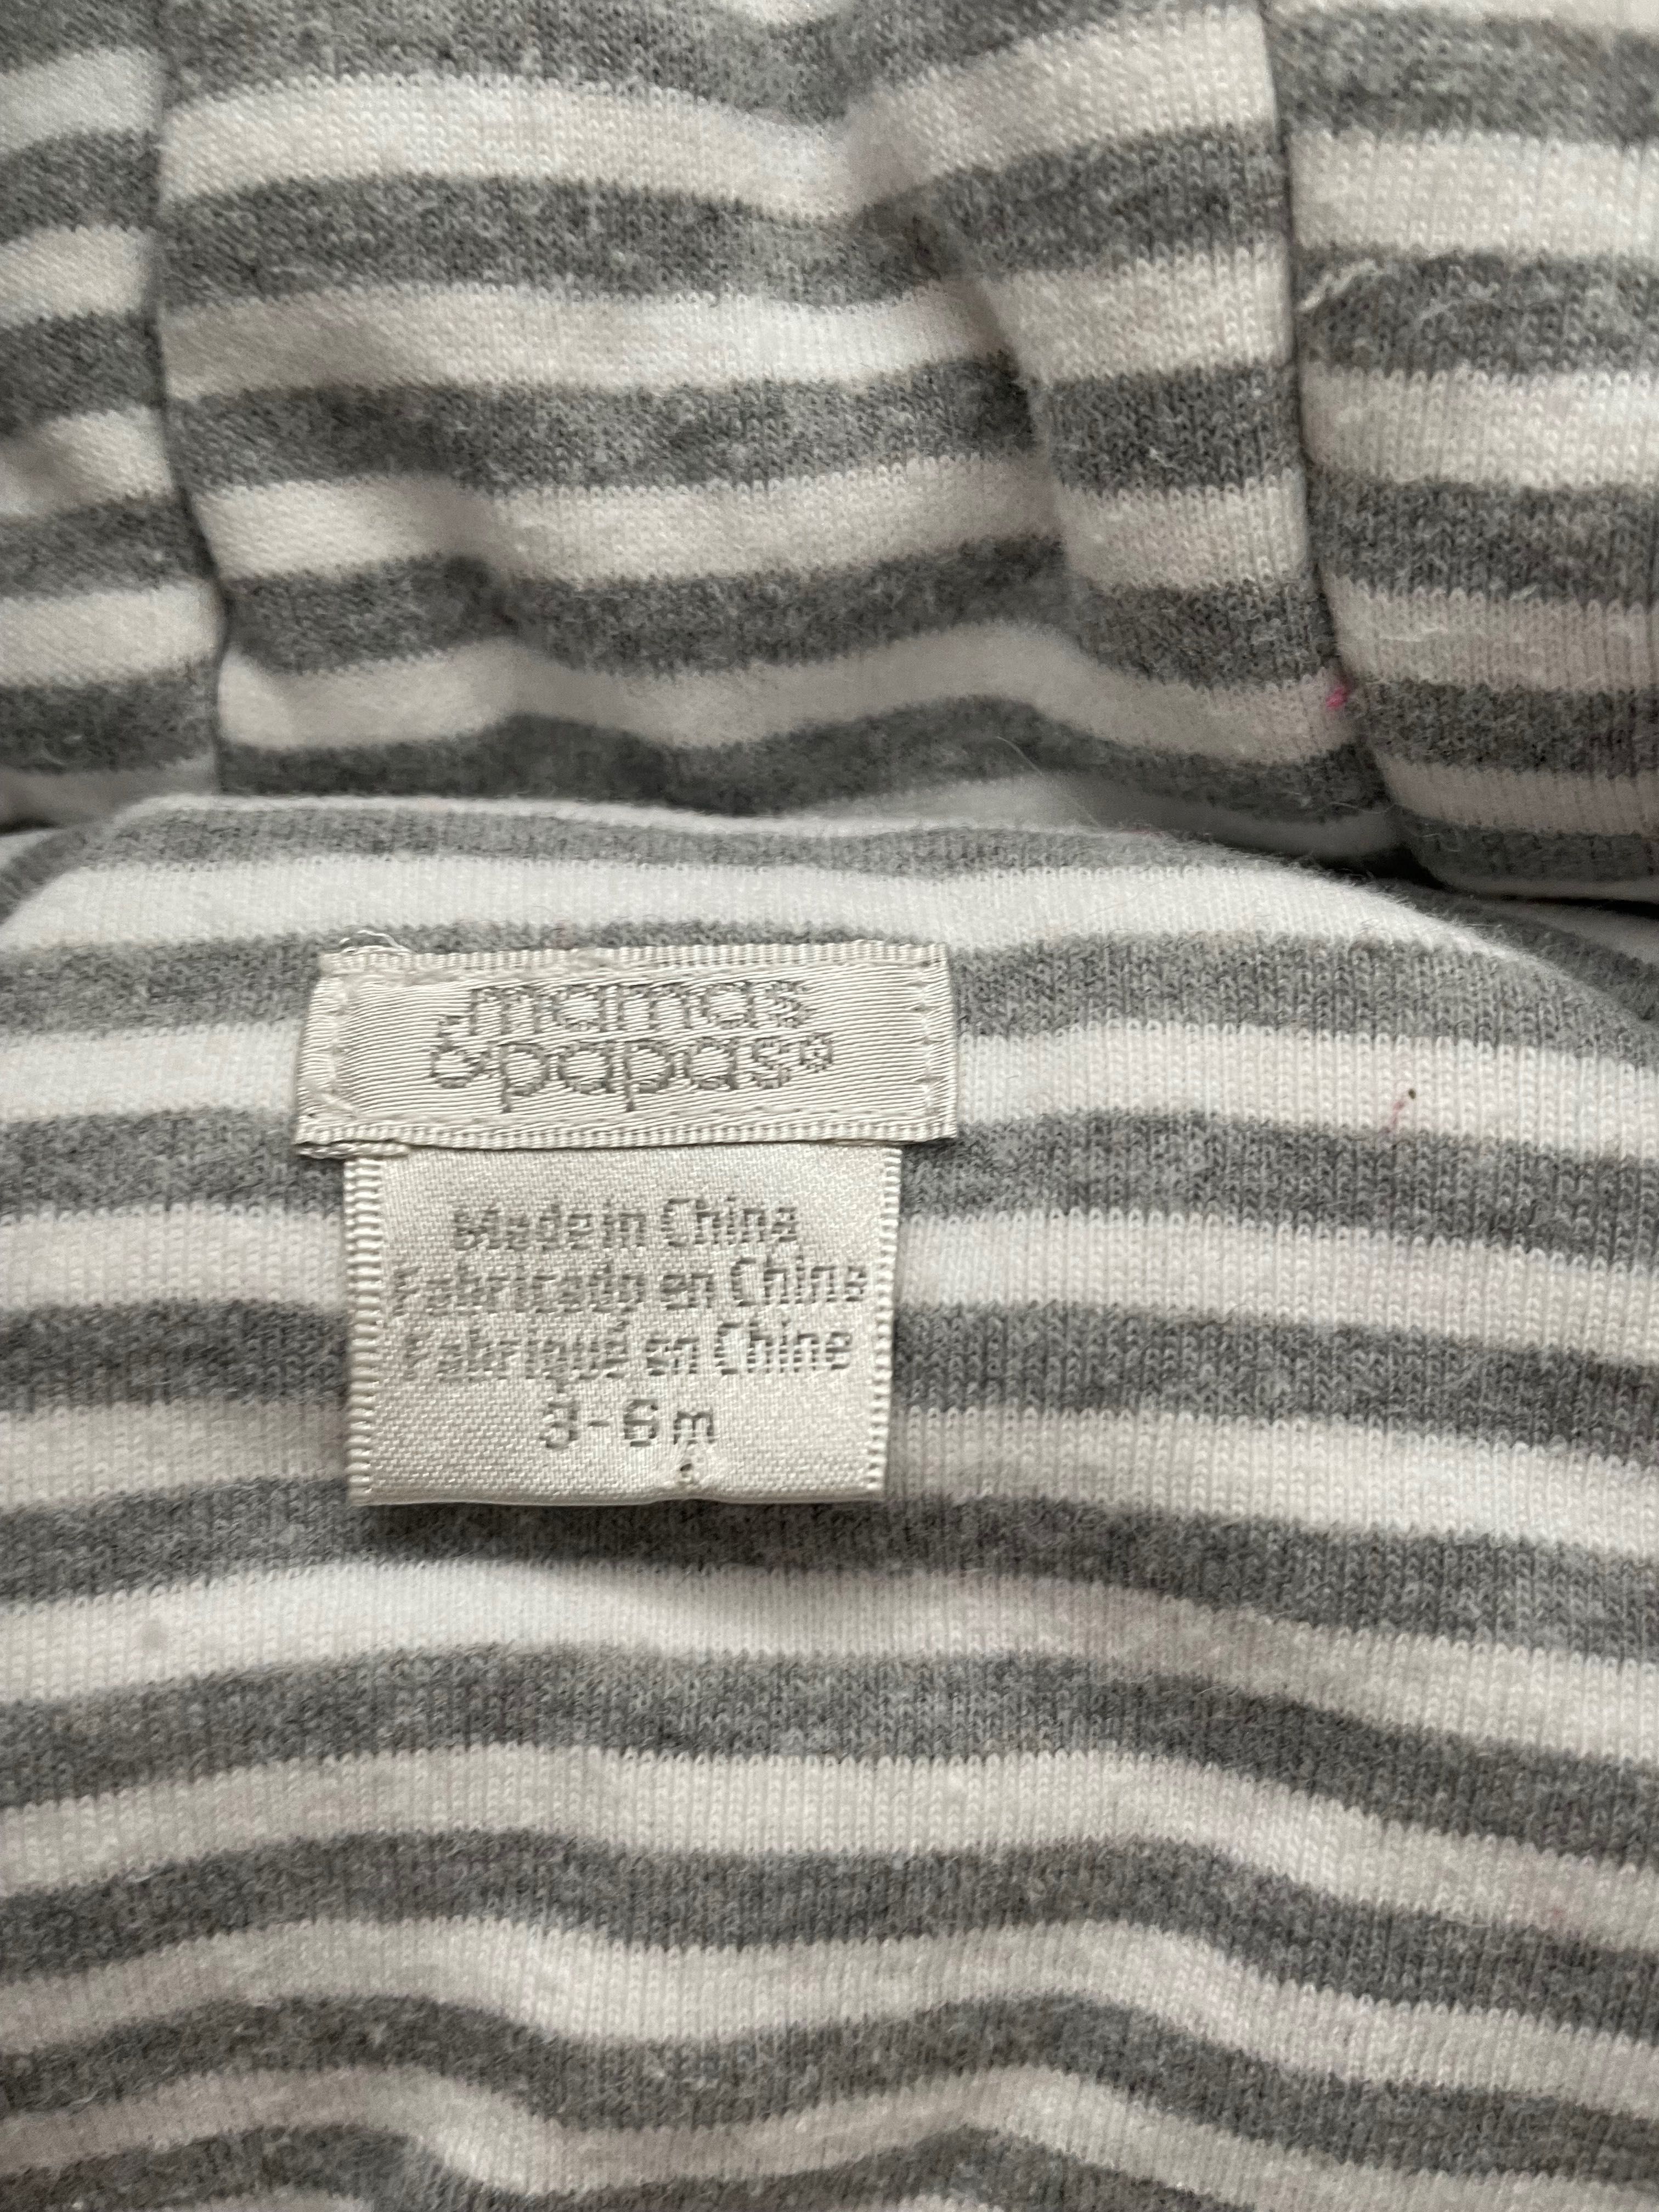 mamas
&papas®
Made in China
Fabricado en China
Fabriqué en Chine
3-6m